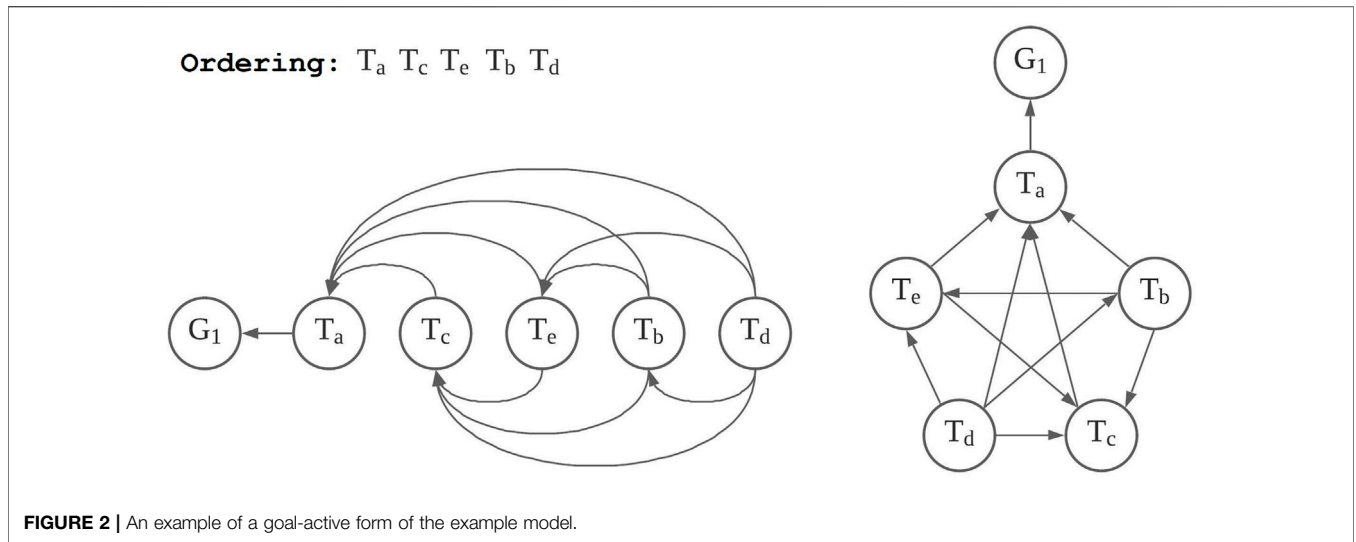 Ordering: Ta Tc Te Tb Td
G1
Ta
Te
Tb
Td
Tc
G1
Ta
Tc
Te
Tb
Td
FIGURE 2 | An example of a goal-active form of the example model.